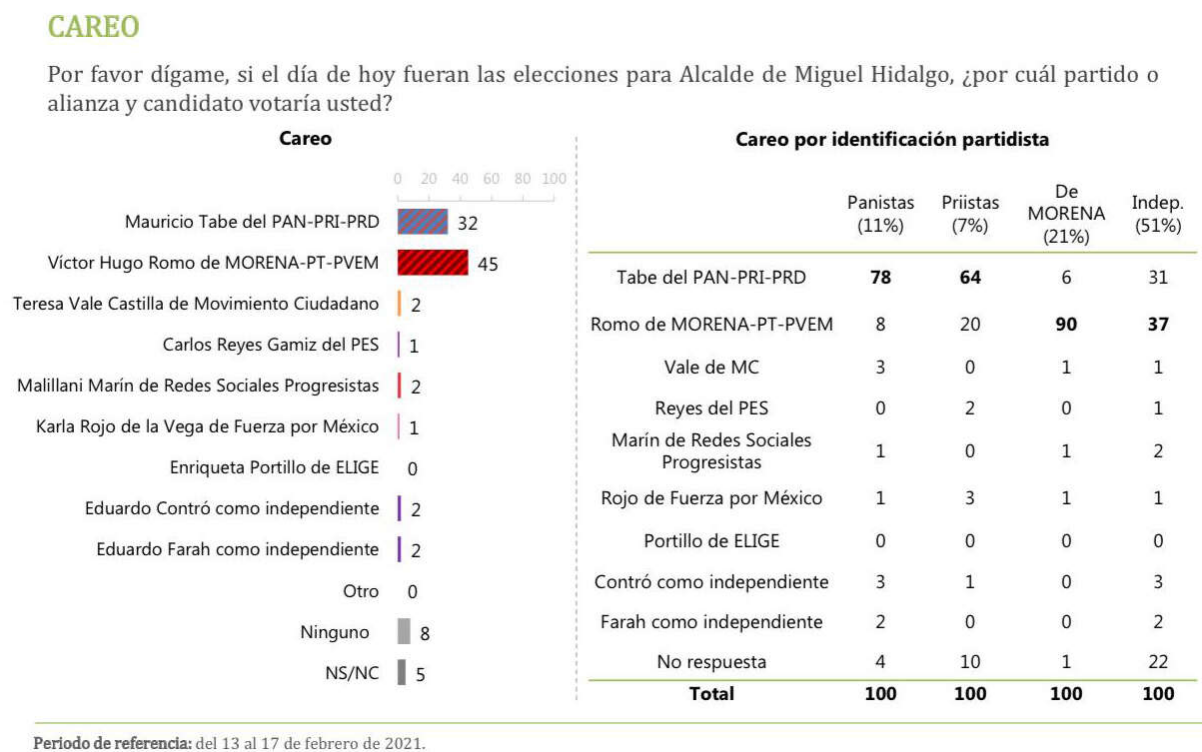 CAREO
Por favor dígame, si el día de hoy fueran las elecciones para Alcalde de Miguel Hidalgo, ¿por cuál partido o
alianza y candidato votaría usted?
Careo
0 20 40 60 80 100
Mauricio Tabe del PAN-PRI-PRD 32
Víctor Hugo Romo de MORENA-PT-PVEM 45
Teresa Vale Castilla de Movimiento Ciudadano 2
Carlos Reyes Gamiz del PES 1
Malillani Marín de Redes Sociales Progresistas 2
Karla Rojo de la Vega de Fuerza por México 1
Enriqueta Portillo de ELIGE 0
Eduardo Contró como independiente 2
Eduardo Farah como independiente 2
Otro 0
Ninguno 8
NS/NC 5
Careo por identificación partidista
Panistas (11%) Priistas (7%) De MORENA (21%) Indep. (51%)
Tabe del PAN-PRI-PRD 78 64 6 31
Romo de MORENA-PT-PVEM 8 20 90 37
Vale de MC 3 0 1 1
Reyes del PES 0 2 0 1
Marín de Redes Sociales Progresistas 1 0 1 2
Rojo de Fuerza por México 1 3 1 1
Portillo de ELIGE 0 0 0 0
Contró como independiente 3 1 0 3
Farah como independiente 2 0 0 2
No respuesta 4 10 1 22
Total 100 100 100 100
Periodo de referencia: del 13 al 17 de febrero de 2021.